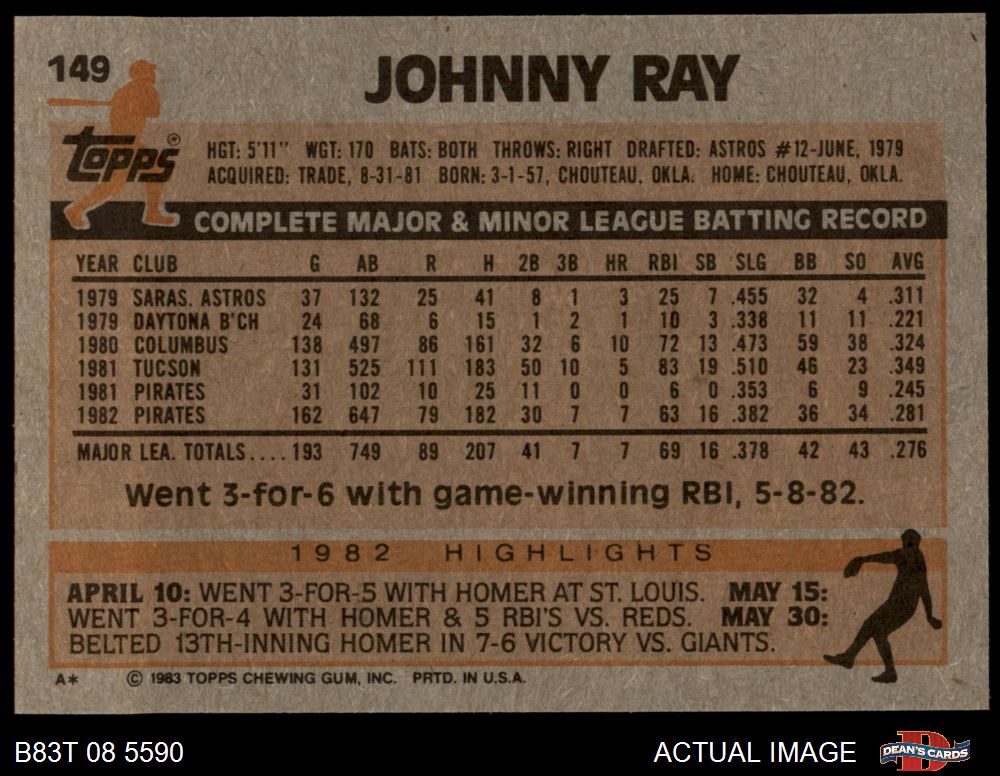 149
JOHNNY RAY
Topps®
HGT: 5'11" WGT: 170 BATS: BOTH THROWS: RIGHT DRAFTED: ASTROS #12-JUNE, 1979
ACQUIRED: TRADE, 8-31-81 BORN: 3-1-57, CHOUTEAU, OKLA. HOME: CHOUTEAU, OKLA.
COMPLETE MAJOR & MINOR LEAGUE BATTING RECORD
YEAR CLUB G AB R H 2B 3B HR RBI SB SLG BB SO AVG
1979 SARAS. ASTROS 37 132 25 41 8 1 3 25 7 .455 32 4 .311
1979 DAYTONA B'CH 24 68 6 15 1 2 1 10 3 .338 11 11 .221
1980 COLUMBUS 138 497 86 161 32 6 10 72 13 .473 59 38 .324
1981 TUCSON 131 525 111 183 50 10 5 83 19 .510 46 23 .349
1981 PIRATES 31 102 10 25 11 0 0 6 0 .353 6 9 .245
1982 PIRATES 162 647 79 182 30 7 7 63 16 .382 36 34 .281
MAJOR LEA. TOTALS....193 749 89 207 41 7 7 69 16 .378 42 43 .276
Went 3-for-6 with game-winning RBI, 5-8-82.
1982 HIGHLIGHTS
APRIL 10: WENT 3-FOR-5 WITH HOMER AT ST. LOUIS. MAY 15:
WENT 3-FOR-4 WITH HOMER & 5 RBI'S VS. REDS. MAY 30:
BELTED 13TH-INNING HOMER IN 7-6 VICTORY VS. GIANTS.
A* © 1983 TOPPS CHEWING GUM, INC. PRTD. IN U.S.A.
B83T 08 5590
ACTUAL IMAGE
D
DEAN'S CARDS